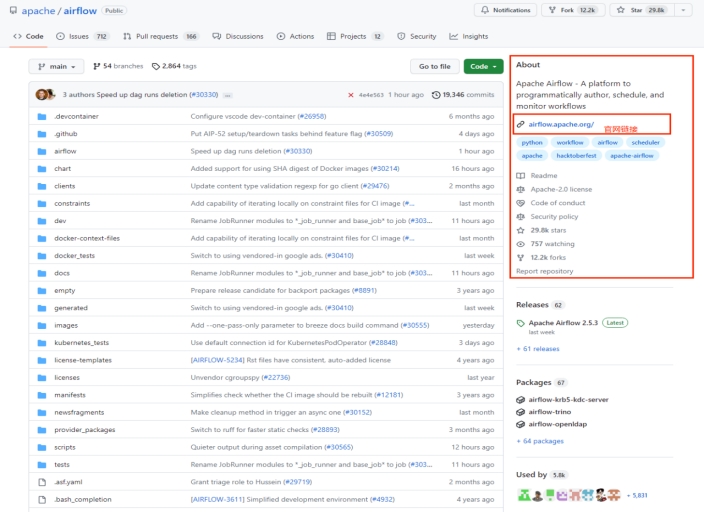 apache / airflow Public
Notifications Fork 12.2k Star 29.8k
Code Issues 712 Pull requests 166 Discussions Actions Projects 12 Security Insights
main 54 branches 2,864 tags Go to file Code
3 authors Speed up dag runs deletion (#30330) ... 4e4e563 1 hour ago 19,346 commits
.devcontainer Configure vscode dev-container (#26958) 6 months ago
.github Put AIP-52 setup/teardown tasks behind feature flag (#30509) 4 days ago
airflow Speed up dag runs deletion (#30330) 1 hour ago
chart Added support for using SHA digest of Docker images (#30214) 16 hours ago
clients Update content type validation regexp for go client (#29476) 2 months ago
constraints Add capability of iterating locally on constraint files for CI image (#... last month
dev Rename JobRunner modules to *_job_runner and base_job* to job (#303... 11 hours ago
docker-context-files Add capability of iterating locally on constraint files for CI image (#... last month
docker_tests Switch to using vendored-in google ads. (#30410) last week
docs Rename JobRunner modules to *_job_runner and base_job* to job (#303... 11 hours ago
empty Prepare release candidate for backport packages (#8891) 3 years ago
generated Switch to using vendored-in google ads. (#30410) last week
images Add --one-pass-only parameter to breeze docs build command (#30555) yesterday
kubernetes_tests Use default connection id for KubernetesPodOperator (#28848) 3 days ago
license-templates [AIRFLOW-5234] Rst files have consistent, auto-added license 4 years ago
licenses Unvendor cgroupspy (#22736) last year
manifests Simplifies check whether the CI image should be rebuilt (#12181) 3 years ago
newsfragments Make cleanup method in trigger an async one (#30152) last month
provider_packages Switch to ruff for faster static checks (#28893) 3 months ago
scripts Quieter output during asset compilation (#30565) 12 hours ago
tests Rename JobRunner modules to *_job_runner and base_job* to job (#303... 11 hours ago
.asf.yaml Grant triage role to Hussein (#29719) 2 months ago
.bash_completion [AIRFLOW-3611] Simplified development environment (#4932) 4 years ago
About
Apache Airflow - A platform to
programmatically author, schedule, and
monitor workflows
airflow.apache.org/ 官网链接
python workflow airflow scheduler
apache hacktoberfest apache-airflow
Readme
Apache-2.0 license
Code of conduct
Security policy
29.8k stars
757 watching
12.2k forks
Report repository
Releases 62
Apache Airflow 2.5.3 Latest
last week
+ 61 releases
Packages 67
airflow-krb5-kdc-server
airflow-trino
airflow-openldap
+ 64 packages
Used by 5.8k
+ 5,831